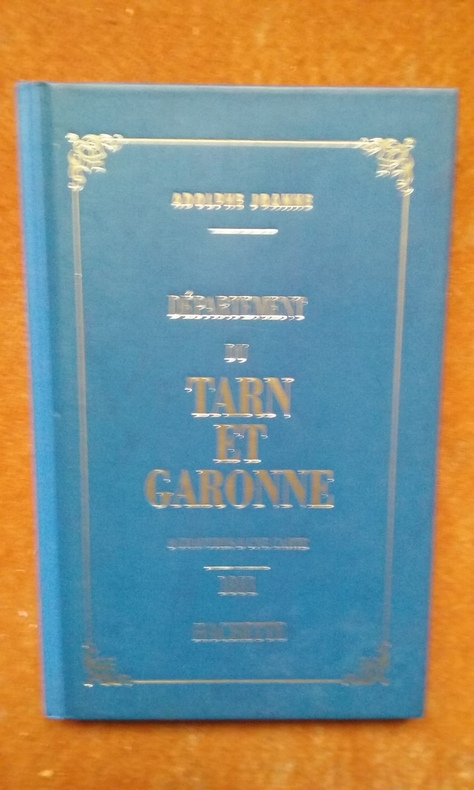 ADOLPHE JOANNE
DÉPARTEMENT
DU
TARN
ET
GARONNE
HACHETTE